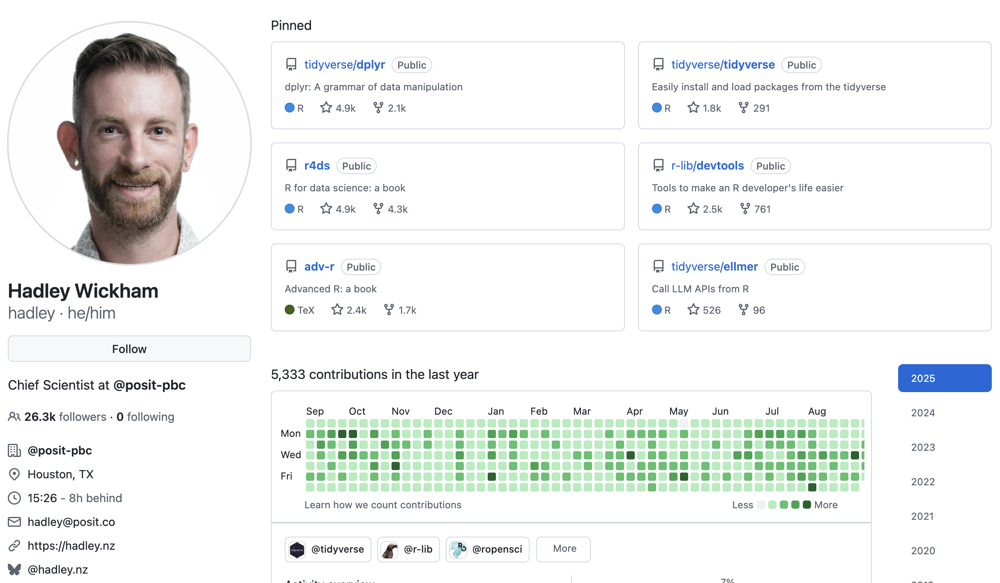 Hadley Wickham
hadley · he/him
Follow
Chief Scientist at @posit-pbc
26.3k followers · 0 following
@posit-pbc
Houston, TX
15:26 - 8h behind
hadley@posit.co
https://hadley.nz
@hadley.nz
Pinned
tidyverse/dplyr Public
dplyr: A grammar of data manipulation
R 4.9k 2.1k
tidyverse/tidyverse Public
Easily install and load packages from the tidyverse
R 1.8k 291
r4ds Public
R for data science: a book
R 4.9k 4.3k
r-lib/devtools Public
Tools to make an R developer's life easier
R 2.5k 761
adv-r Public
Advanced R: a book
TeX 2.4k 1.7k
tidyverse/ellmer Public
Call LLM APIs from R
R 526 96
5,333 contributions in the last year
Sep Oct Nov Dec Jan Feb Mar Apr May Jun Jul Aug
Mon
Wed
Fri
Learn how we count contributions
Less More
tidyverse
@tidyverse @r-lib @ropensci More
Activity overview
7%
2025
2024
2023
2022
2021
2020